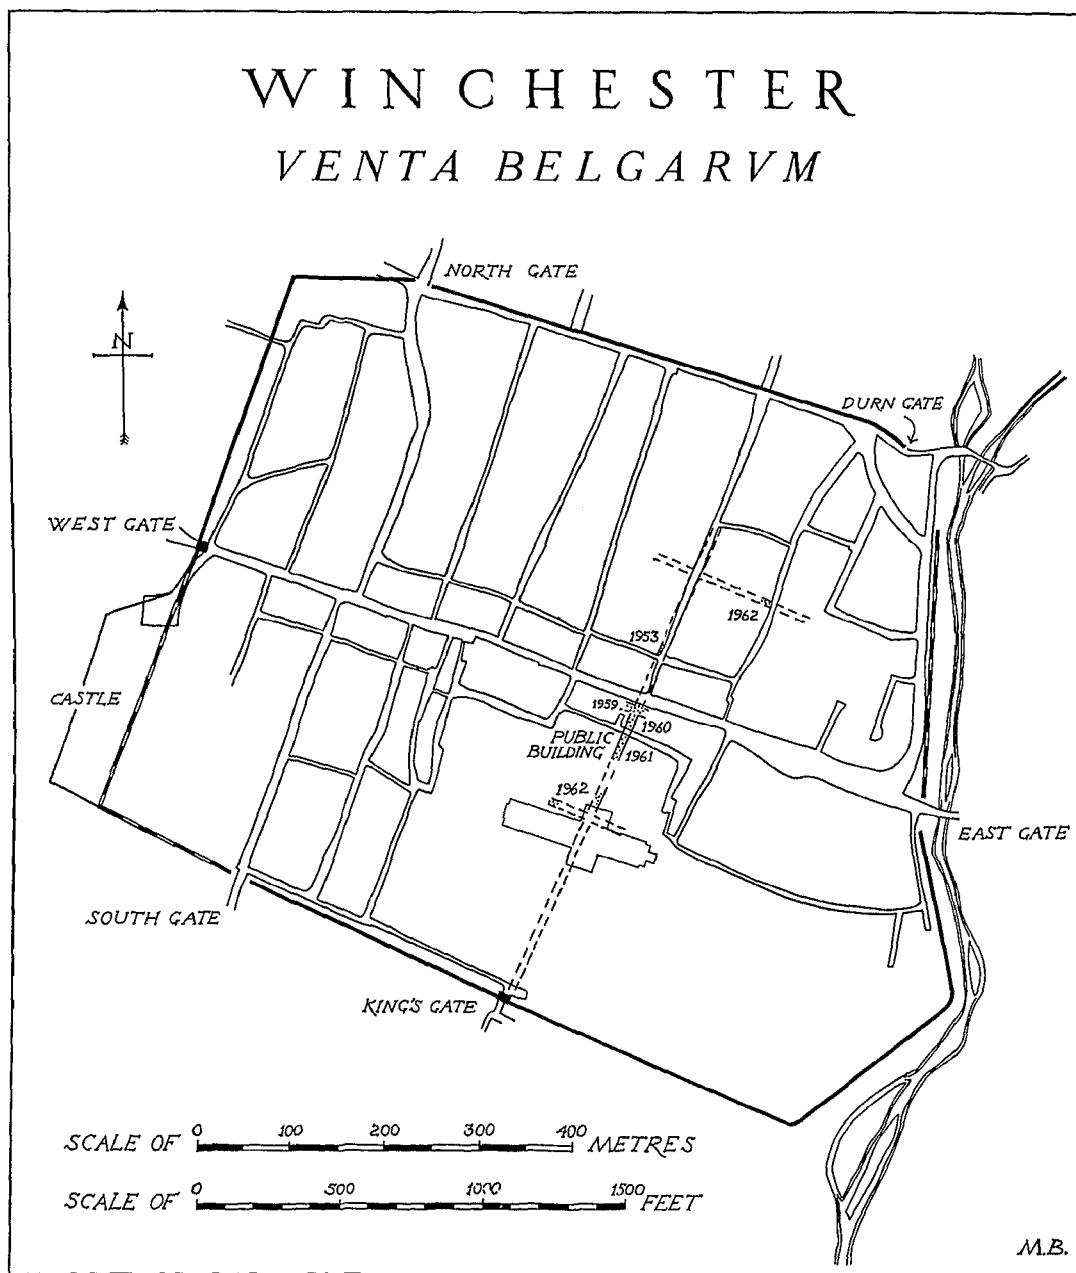 WINCHESTER
VENTA BELGARVM
NORTH GATE
N
DURN GATE
WEST GATE
1962
1953
CASTLE
1959
1960
PUBLIC
BUILDING
1961
1962
EAST GATE
SOUTH GATE
KING'S GATE
SCALE OF 0 100 200 300 400 METRES
SCALE OF 0 500 1000 1500 FEET
M.B.